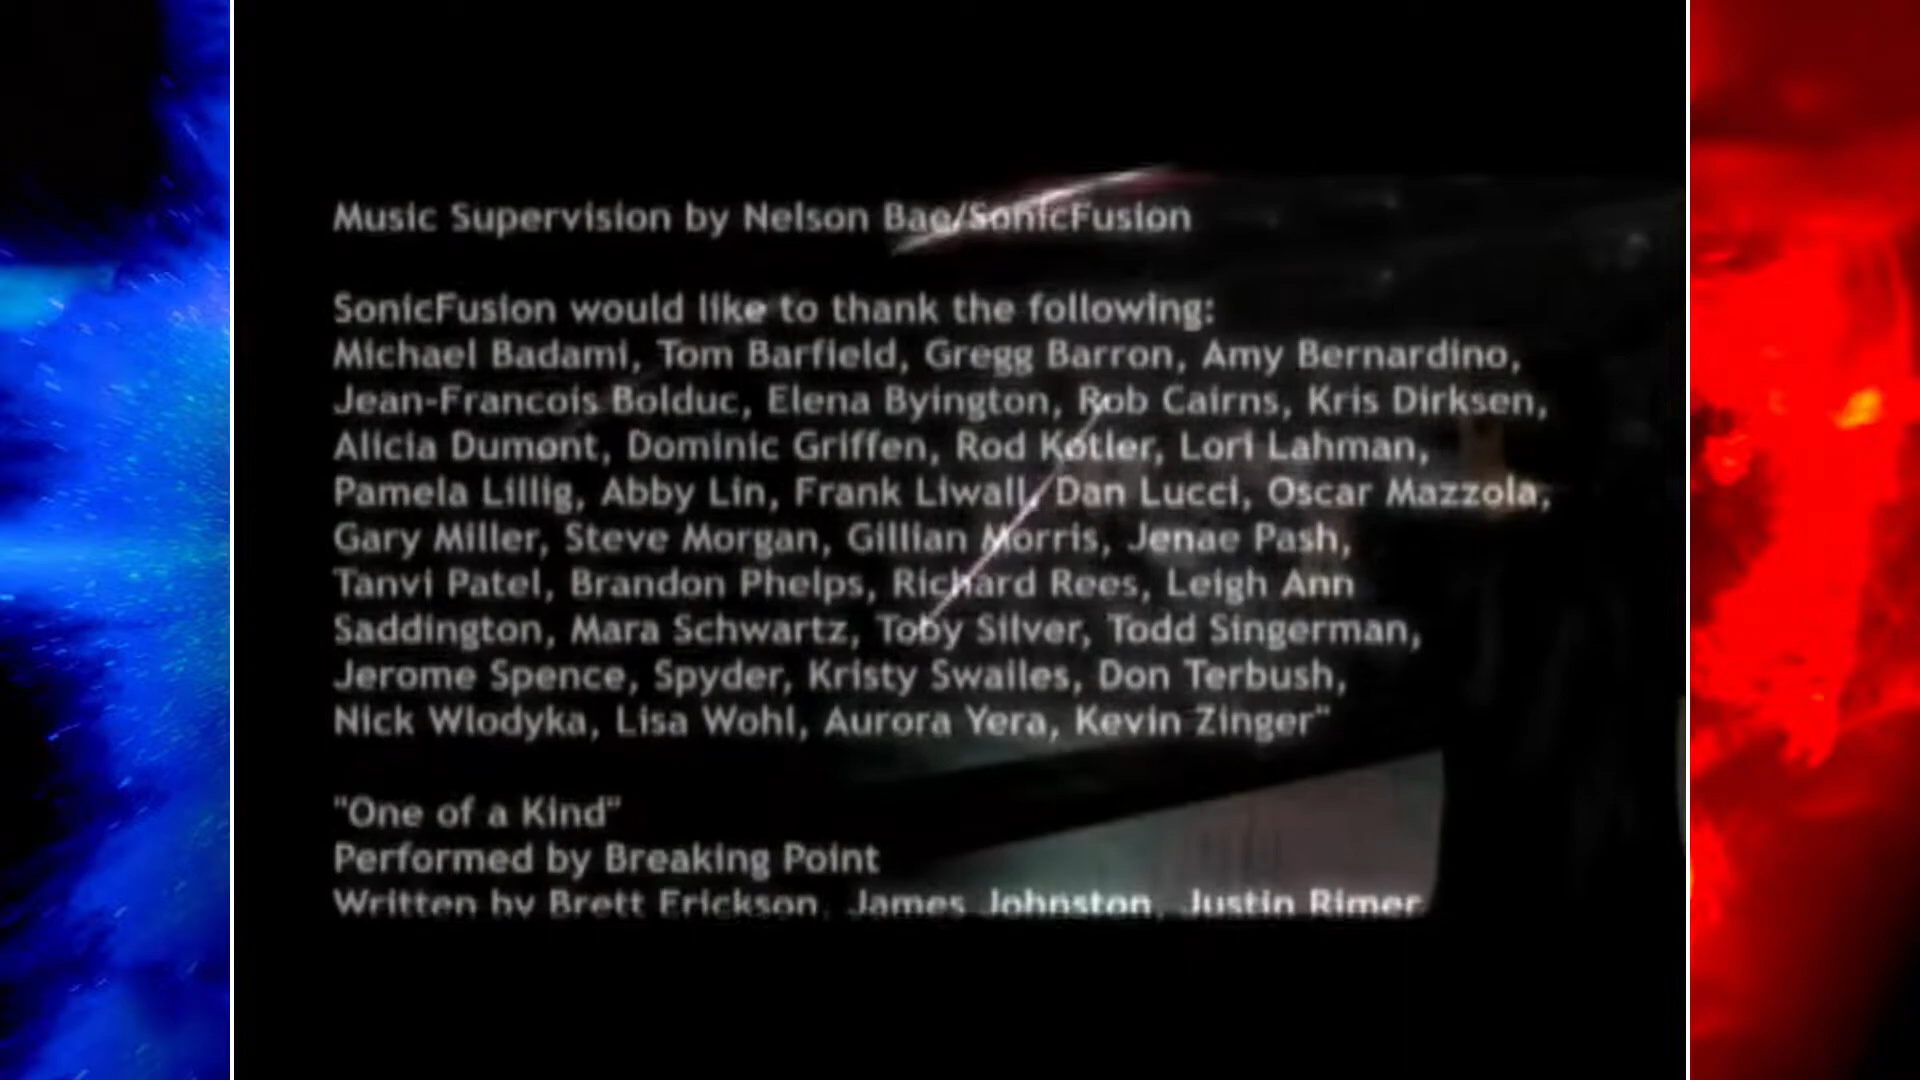 Music Supervision by Nelson Bae/SonicFusion
SonicFusion would like to thank the following:
Michael Badami, Tom Barfield, Gregg Barron, Amy Bernardino,
Jean-Francois Bolduc, Elena Byington, Rob Cairns, Kris Dirksen,
Alicia Dumont, Dominic Griffen, Rod Kotler, Lori Lahman,
Pamela Lillig, Abby Lin, Frank Liwall, Dan Lucci, Oscar Mazzola,
Gary Miller, Steve Morgan, Gillian Morris, Jenae Pash,
Tanvi Patel, Brandon Phelps, Richard Rees, Leigh Ann
Saddington, Mara Schwartz, Toby Silver, Todd Singerman,
Jerome Spence, Spyder, Kristy Swailes, Don Terbush,
Nick Wlodyka, Lisa Wohl, Aurora Yera, Kevin Zinger"
"One of a Kind"
Performed by Breaking Point
Written by Brett Erickson, James Johnston, Justin Rimer